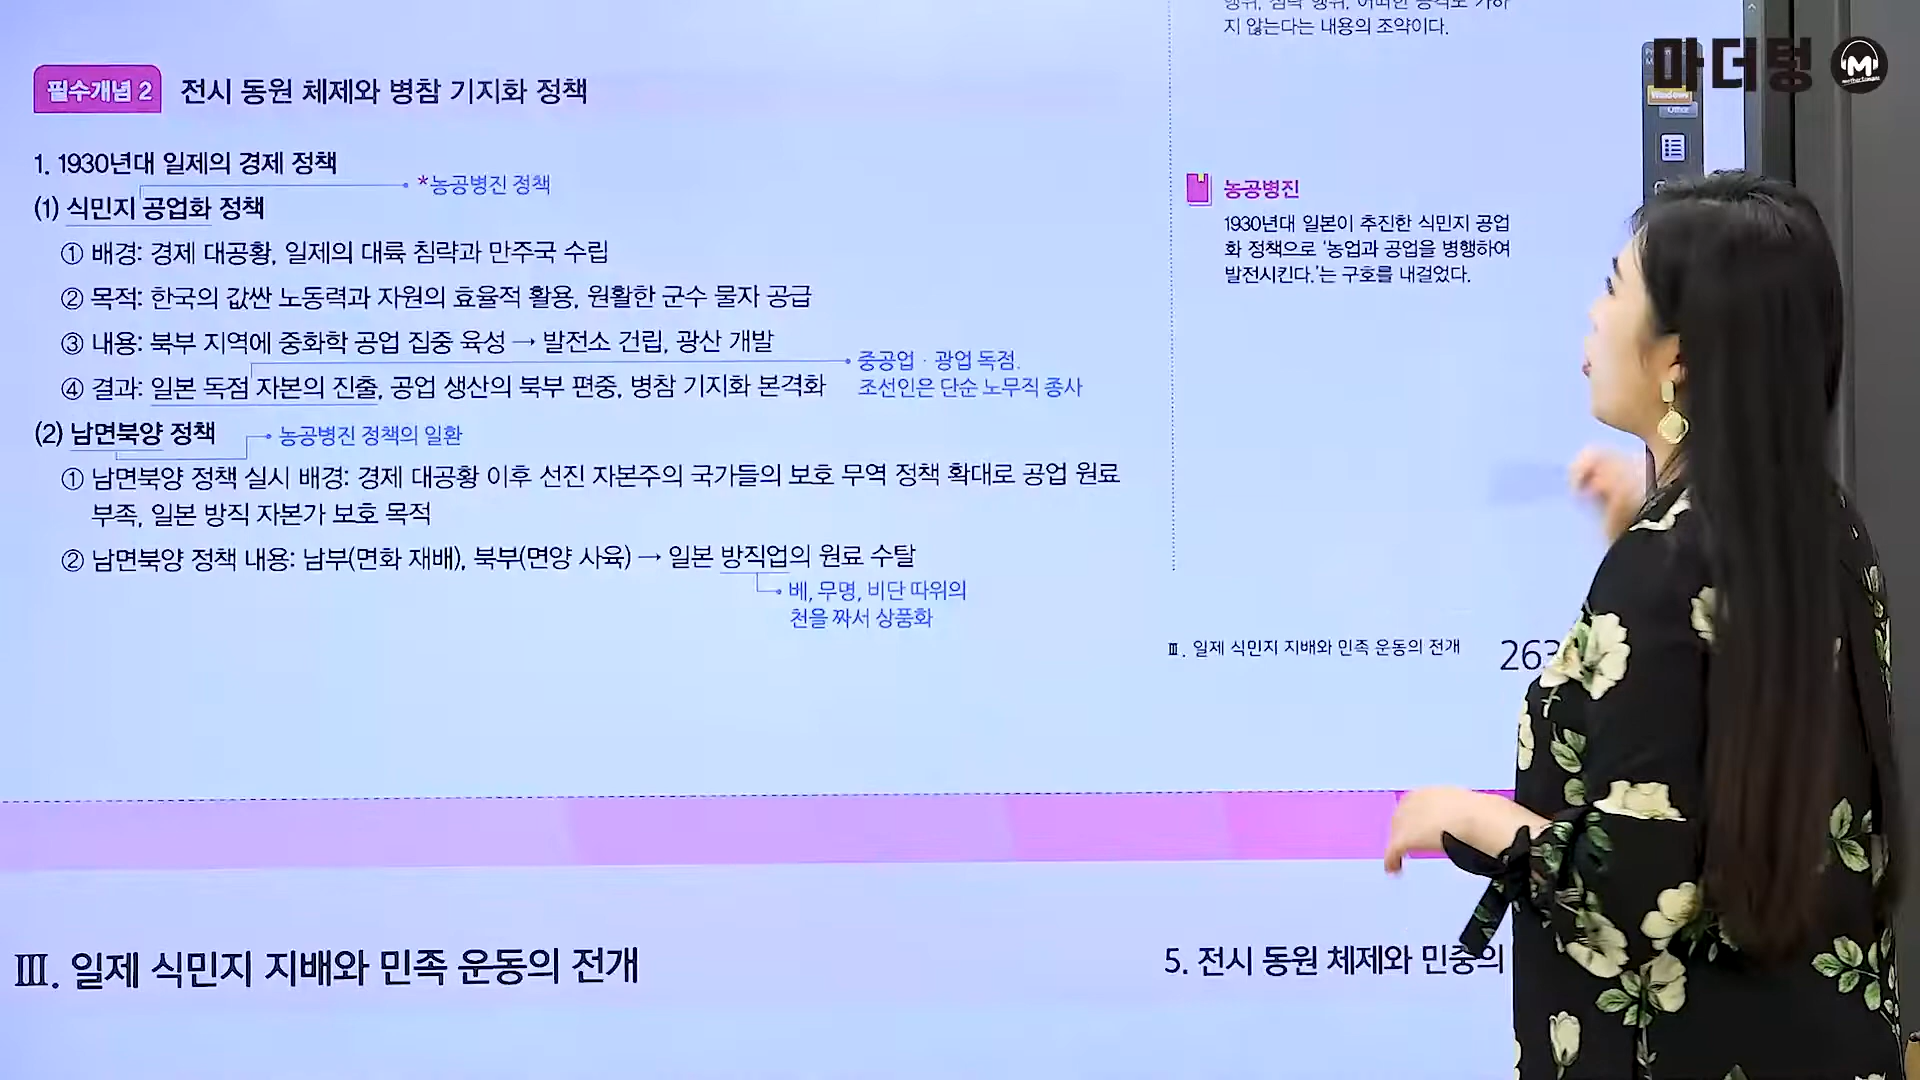 지 않는다는 내용의 조약이다.
마더텅
필수개념 2 전시 동원 체제와 병참 기지화 정책
1. 1930년대 일제의 경제 정책
*농공병진 정책
(1) 식민지 공업화 정책
① 배경: 경제 대공황, 일제의 대륙 침략과 만주국 수립
② 목적: 한국의 값싼 노동력과 자원의 효율적 활용, 원활한 군수 물자 공급
③ 내용: 북부 지역에 중화학 공업 집중 육성 → 발전소 건립, 광산 개발
중공업 · 광업 독점.
조선인은 단순 노무직 종사
④ 결과: 일본 독점 자본의 진출, 공업 생산의 북부 편중, 병참 기지화 본격화
(2) 남면북양 정책
농공병진 정책의 일환
① 남면북양 정책 실시 배경: 경제 대공황 이후 선진 자본주의 국가들의 보호 무역 정책 확대로 공업 원료
부족, 일본 방직 자본가 보호 목적
② 남면북양 정책 내용: 남부(면화 재배), 북부(면양 사육) → 일본 방직업의 원료 수탈
베, 무명, 비단 따위의
천을 짜서 상품화
농공병진
1930년대 일본이 추진한 식민지 공업
화 정책으로 '농업과 공업을 병행하여
발전시킨다.'는 구호를 내걸었다.
Ⅲ. 일제 식민지 지배와 민족 운동의 전개 263
Ⅲ. 일제 식민지 지배와 민족 운동의 전개
5. 전시 동원 체제와 민중의